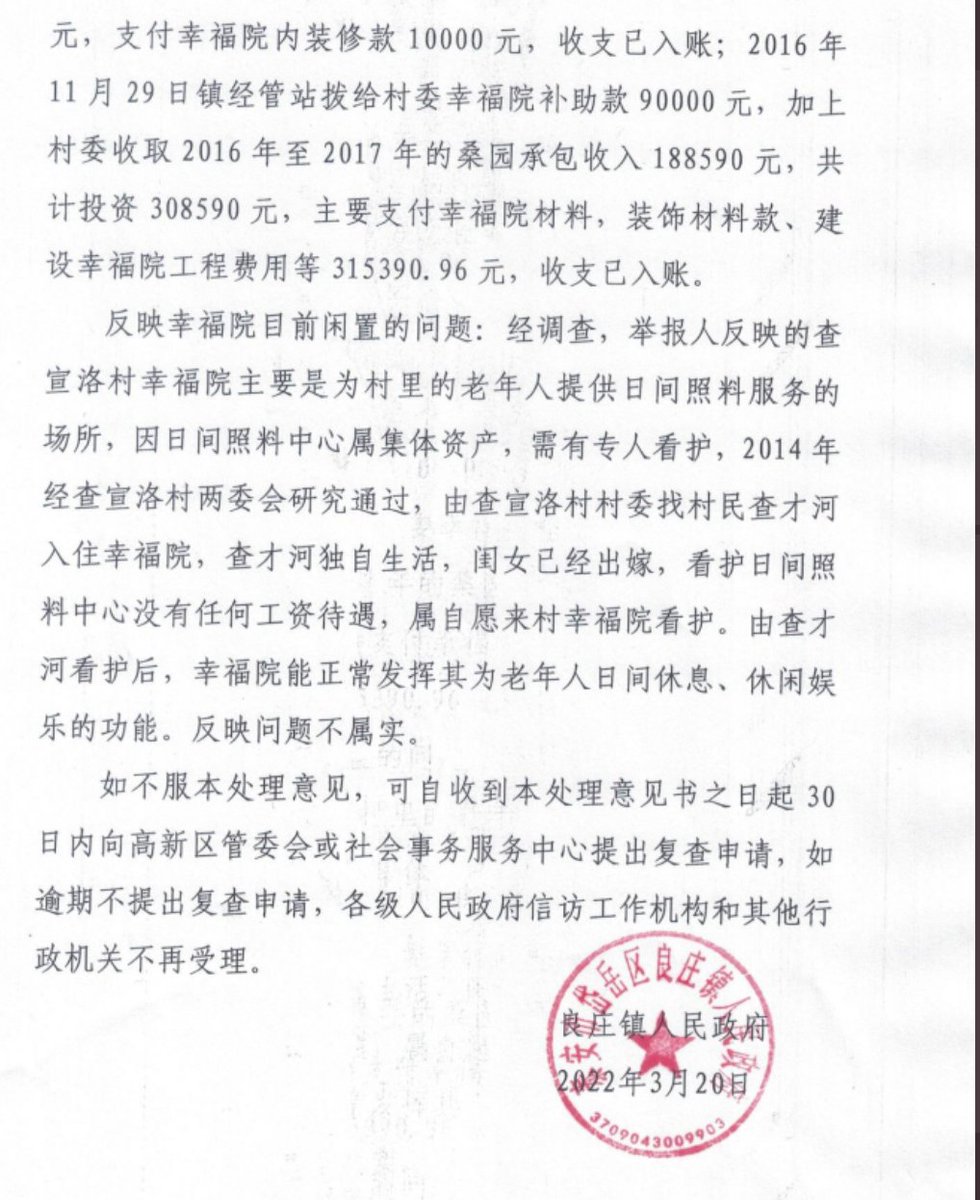 元，支付幸福院内装修款 10000 元，收支已入账；2016 年
11 月 29 日镇经管站拨给村委幸福院补助款 90000 元，加上
村委收取 2016 年至 2017 年的桑园承包收入 188590 元，共
计投资 308590 元，主要支付幸福院材料，装饰材料款、建
设幸福院工程费用等 315390.96 元，收支已入账。
反映幸福院目前闲置的问题：经调查，举报人反映的查
宣洛村幸福院主要是为村里的老年人提供日间照料服务的
场所，因日间照料中心属集体资产，需有专人看护，2014 年
经查宣洛村两委会研究通过，由查宣洛村村委找村民查才河
入住幸福院，查才河独自生活，闺女已经出嫁，看护日间照
料中心没有任何工资待遇，属自愿来村幸福院看护。由查才
河看护后，幸福院能正常发挥其为老年人日间休息、休闲娱
乐的功能。反映问题不属实。
如不服本处理意见，可自收到本处理意见书之日起 30
日内向高新区管委会或社会事务服务中心提出复查申请，如
逾期不提出复查申请，各级人民政府信访工作机构和其他行
政机关不再受理。
良庄镇人民政府
2022年3月20日
泰安市岱岳区良庄镇人民政府
3709043009903